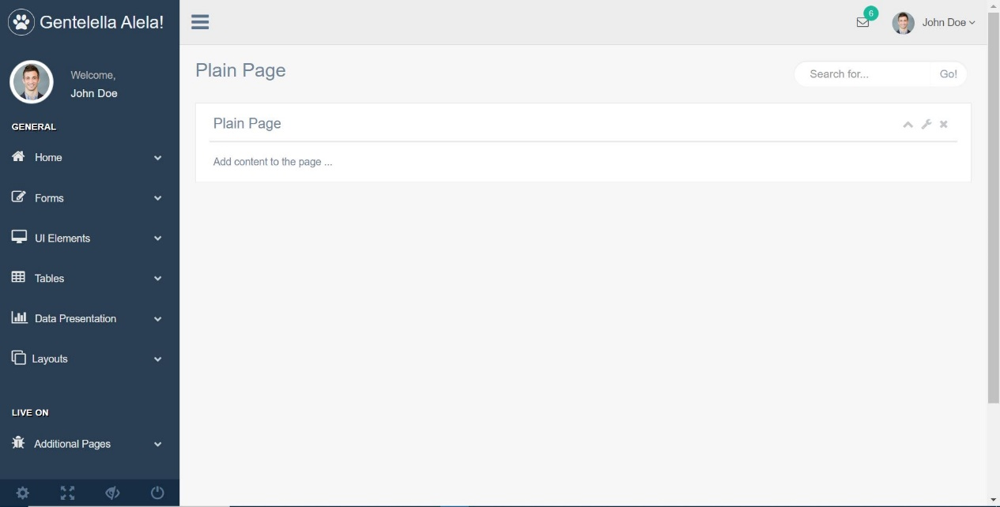 Gentelella Alela!
6
John Doe
Welcome,
John Doe
Plain Page
Search for...
Go!
Plain Page
Add content to the page ...
GENERAL
Home
Forms
UI Elements
Tables
Data Presentation
Layouts
LIVE ON
Additional Pages